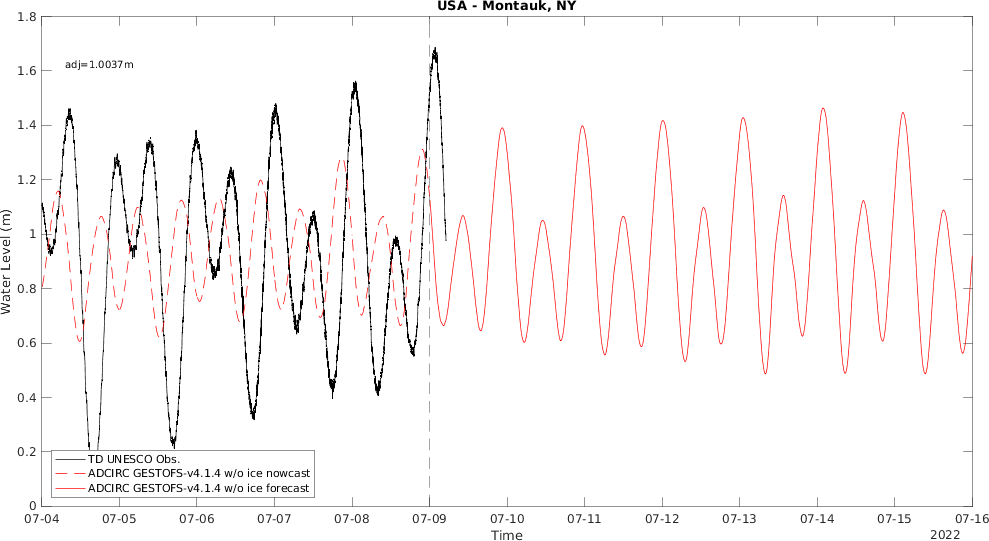 USA - Montauk, NY
1.8
1.6
adj=1.0037m
1.4
1.2
1
0.8
0.6
0.4
0.2
0
Water Level (m)
TD UNESCO Obs.
ADCIRC GESTOFS-v4.1.4 w/o ice nowcast
ADCIRC GESTOFS-v4.1.4 w/o ice forecast
07-04 07-05 07-06 07-07 07-08 07-09 07-10 07-11 07-12 07-13 07-14 07-15 07-16
Time
2022